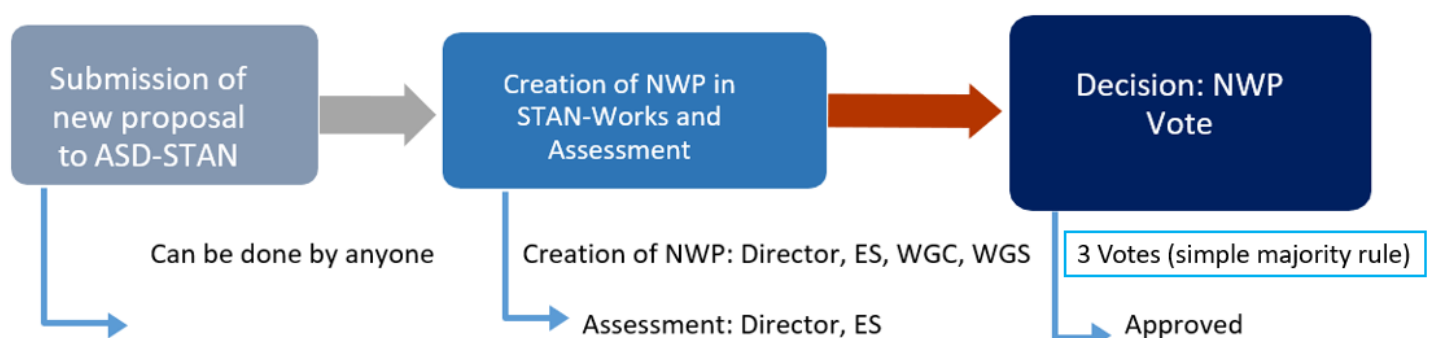 Submission of
new proposal
to ASD-STAN
Creation of NWP in
STAN-Works and
Assessment
Decision: NWP
Vote
Can be done by anyone
Creation of NWP: Director, ES, WGC, WGS
3 Votes (simple majority rule)
Assessment: Director, ES
Approved